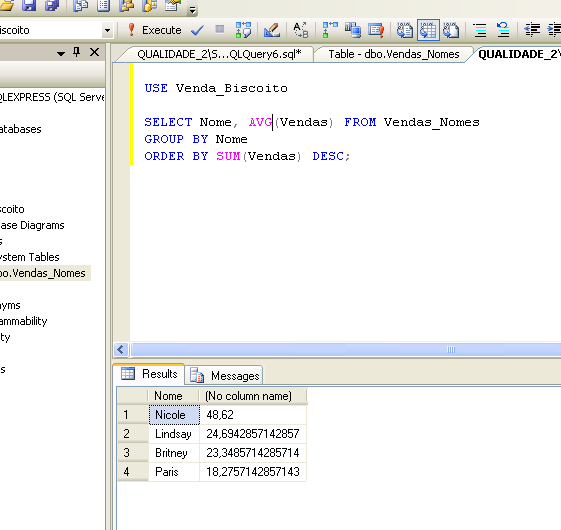 iscoito
Execute
QLEXPRESS (SQL Serve
atabases
scoito
ase Diagrams
s
ystem Tables
bo.Vendas_Nomes
nyms
ammability
ty
s
QUALIDADE_2\S...QLQuery6.sql*
Table - dbo.Vendas_Nomes
QUALIDADE_2\
USE Venda_Biscoito
SELECT Nome, AVG(Vendas) FROM Vendas_Nomes
GROUP BY Nome
ORDER BY SUM(Vendas) DESC;
Results
Messages
Nome (No column name)
1 Nicole 48,62
2 Lindsay 24,6942857142857
3 Britney 23,3485714285714
4 Paris 18,2757142857143